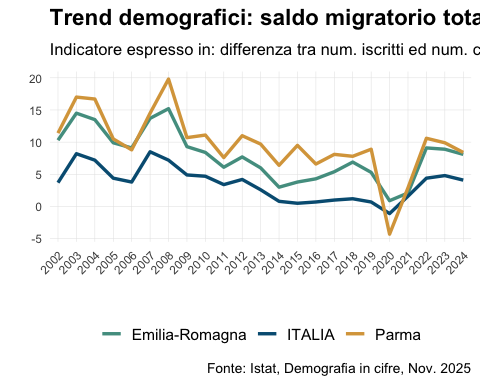 Trend demografici: saldo migratorio tota
Indicatore espresso in: differenza tra num. iscritti ed num. c
20
15
10
5
0
-5
2002 2003 2004 2005 2006 2007 2008 2009 2010 2011 2012 2013 2014 2015 2016 2017 2018 2019 2020 2021 2022 2023 2024
Emilia-Romagna ITALIA Parma
Fonte: Istat, Demografia in cifre, Nov. 2025